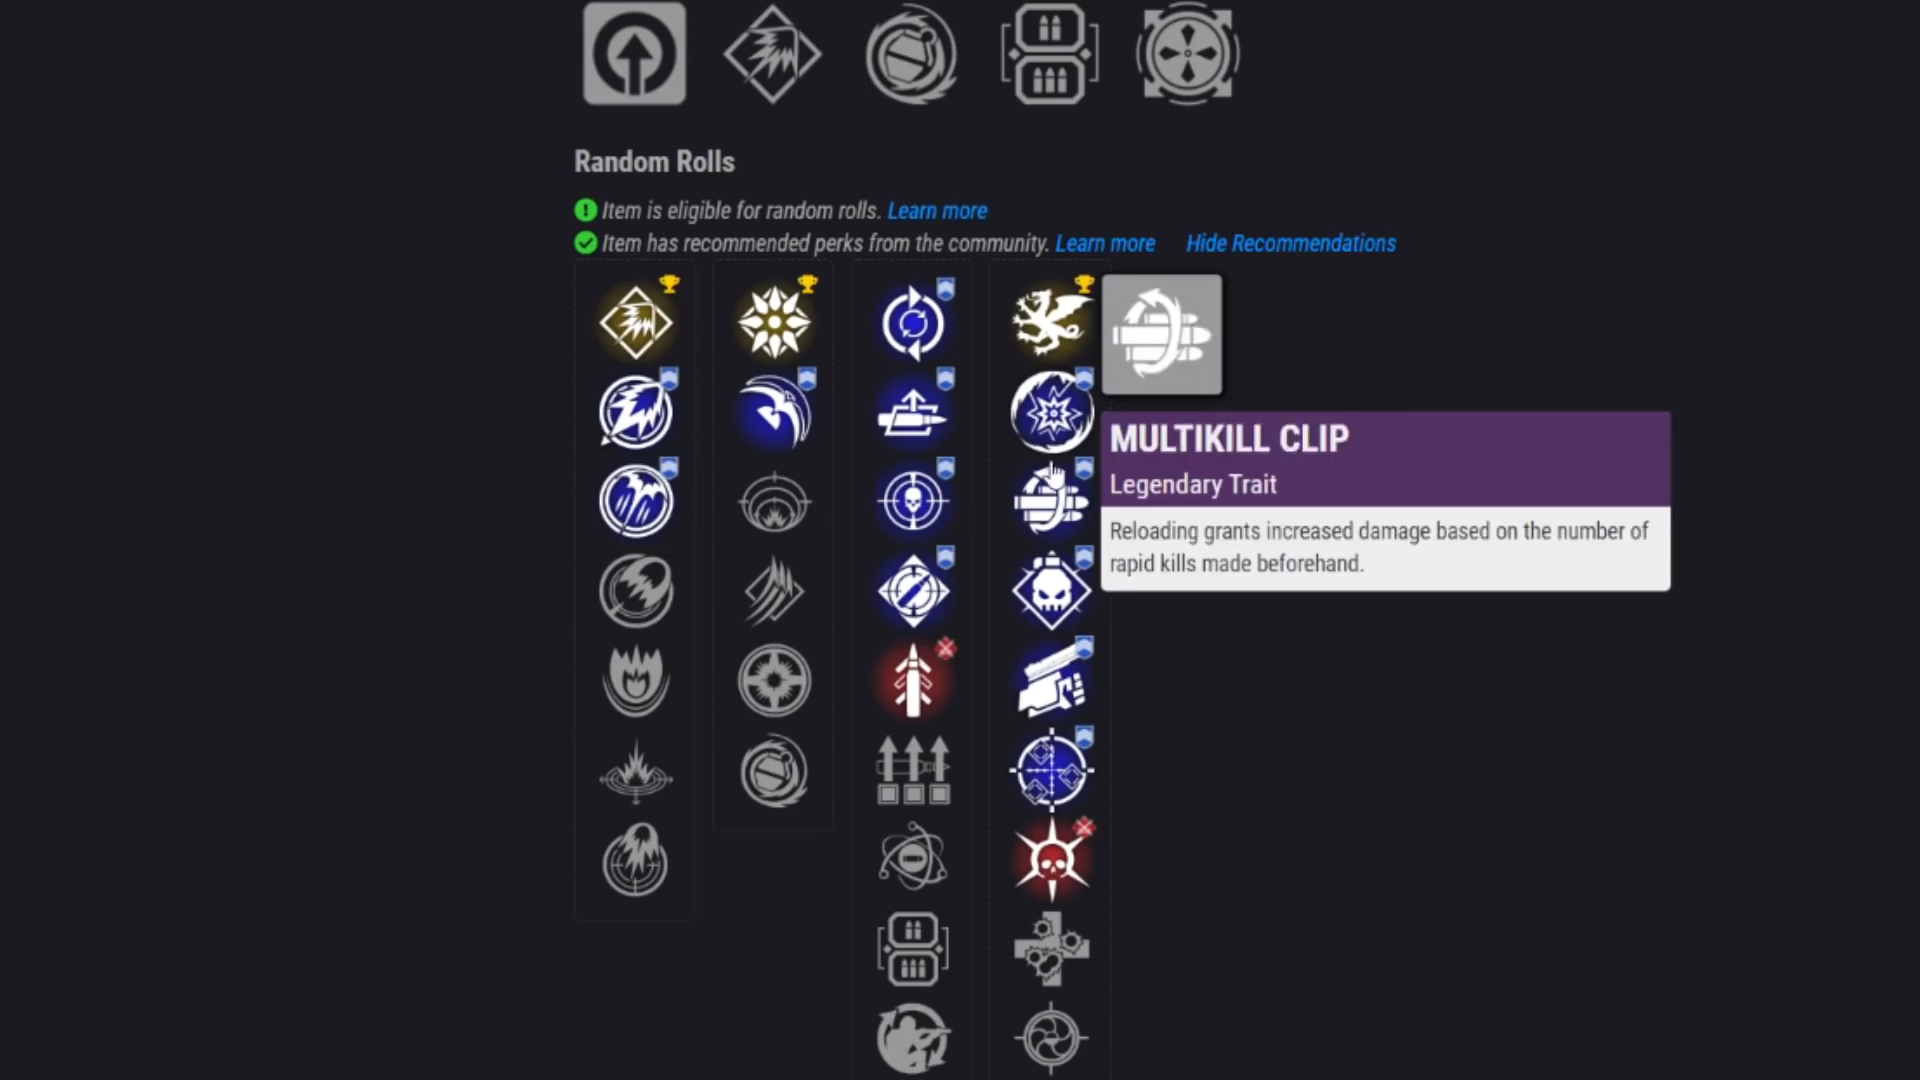 Random Rolls
Item is eligible for random rolls. Learn more
Item has recommended perks from the community. Learn more Hide Recommendations
MULTIKILL CLIP
Legendary Trait
Reloading grants increased damage based on the number of
rapid kills made beforehand.